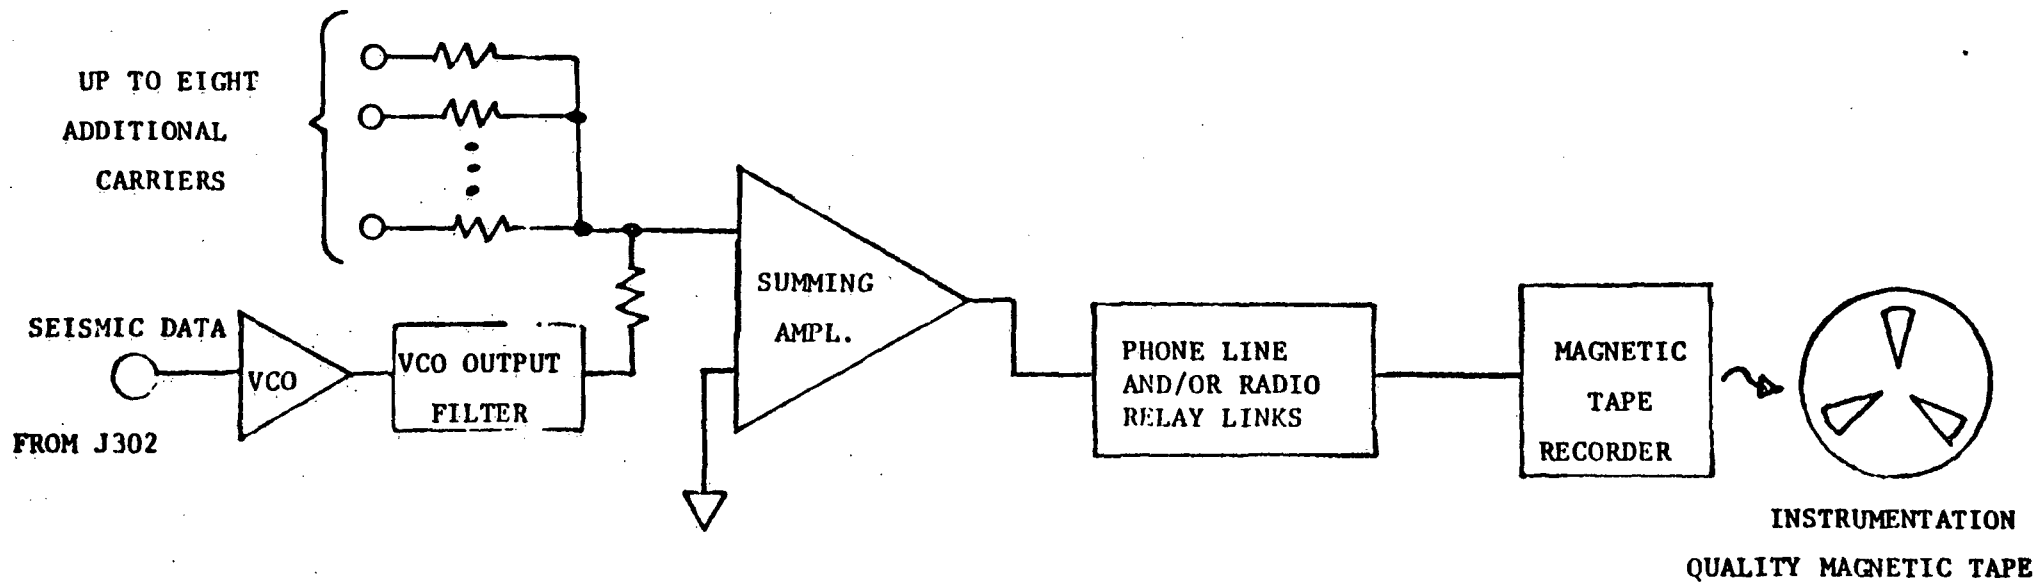 UP TO EIGHT
ADDITIONAL
CARRIERS
SEISMIC DATA
FROM J302
VCO
VCO OUTPUT
FILTER
SUMMING
AMPL.
PHONE LINE
AND/OR RADIO
RELAY LINKS
MAGNETIC
TAPE
RECORDER
INSTRUMENTATION
QUALITY MAGNETIC TAPE